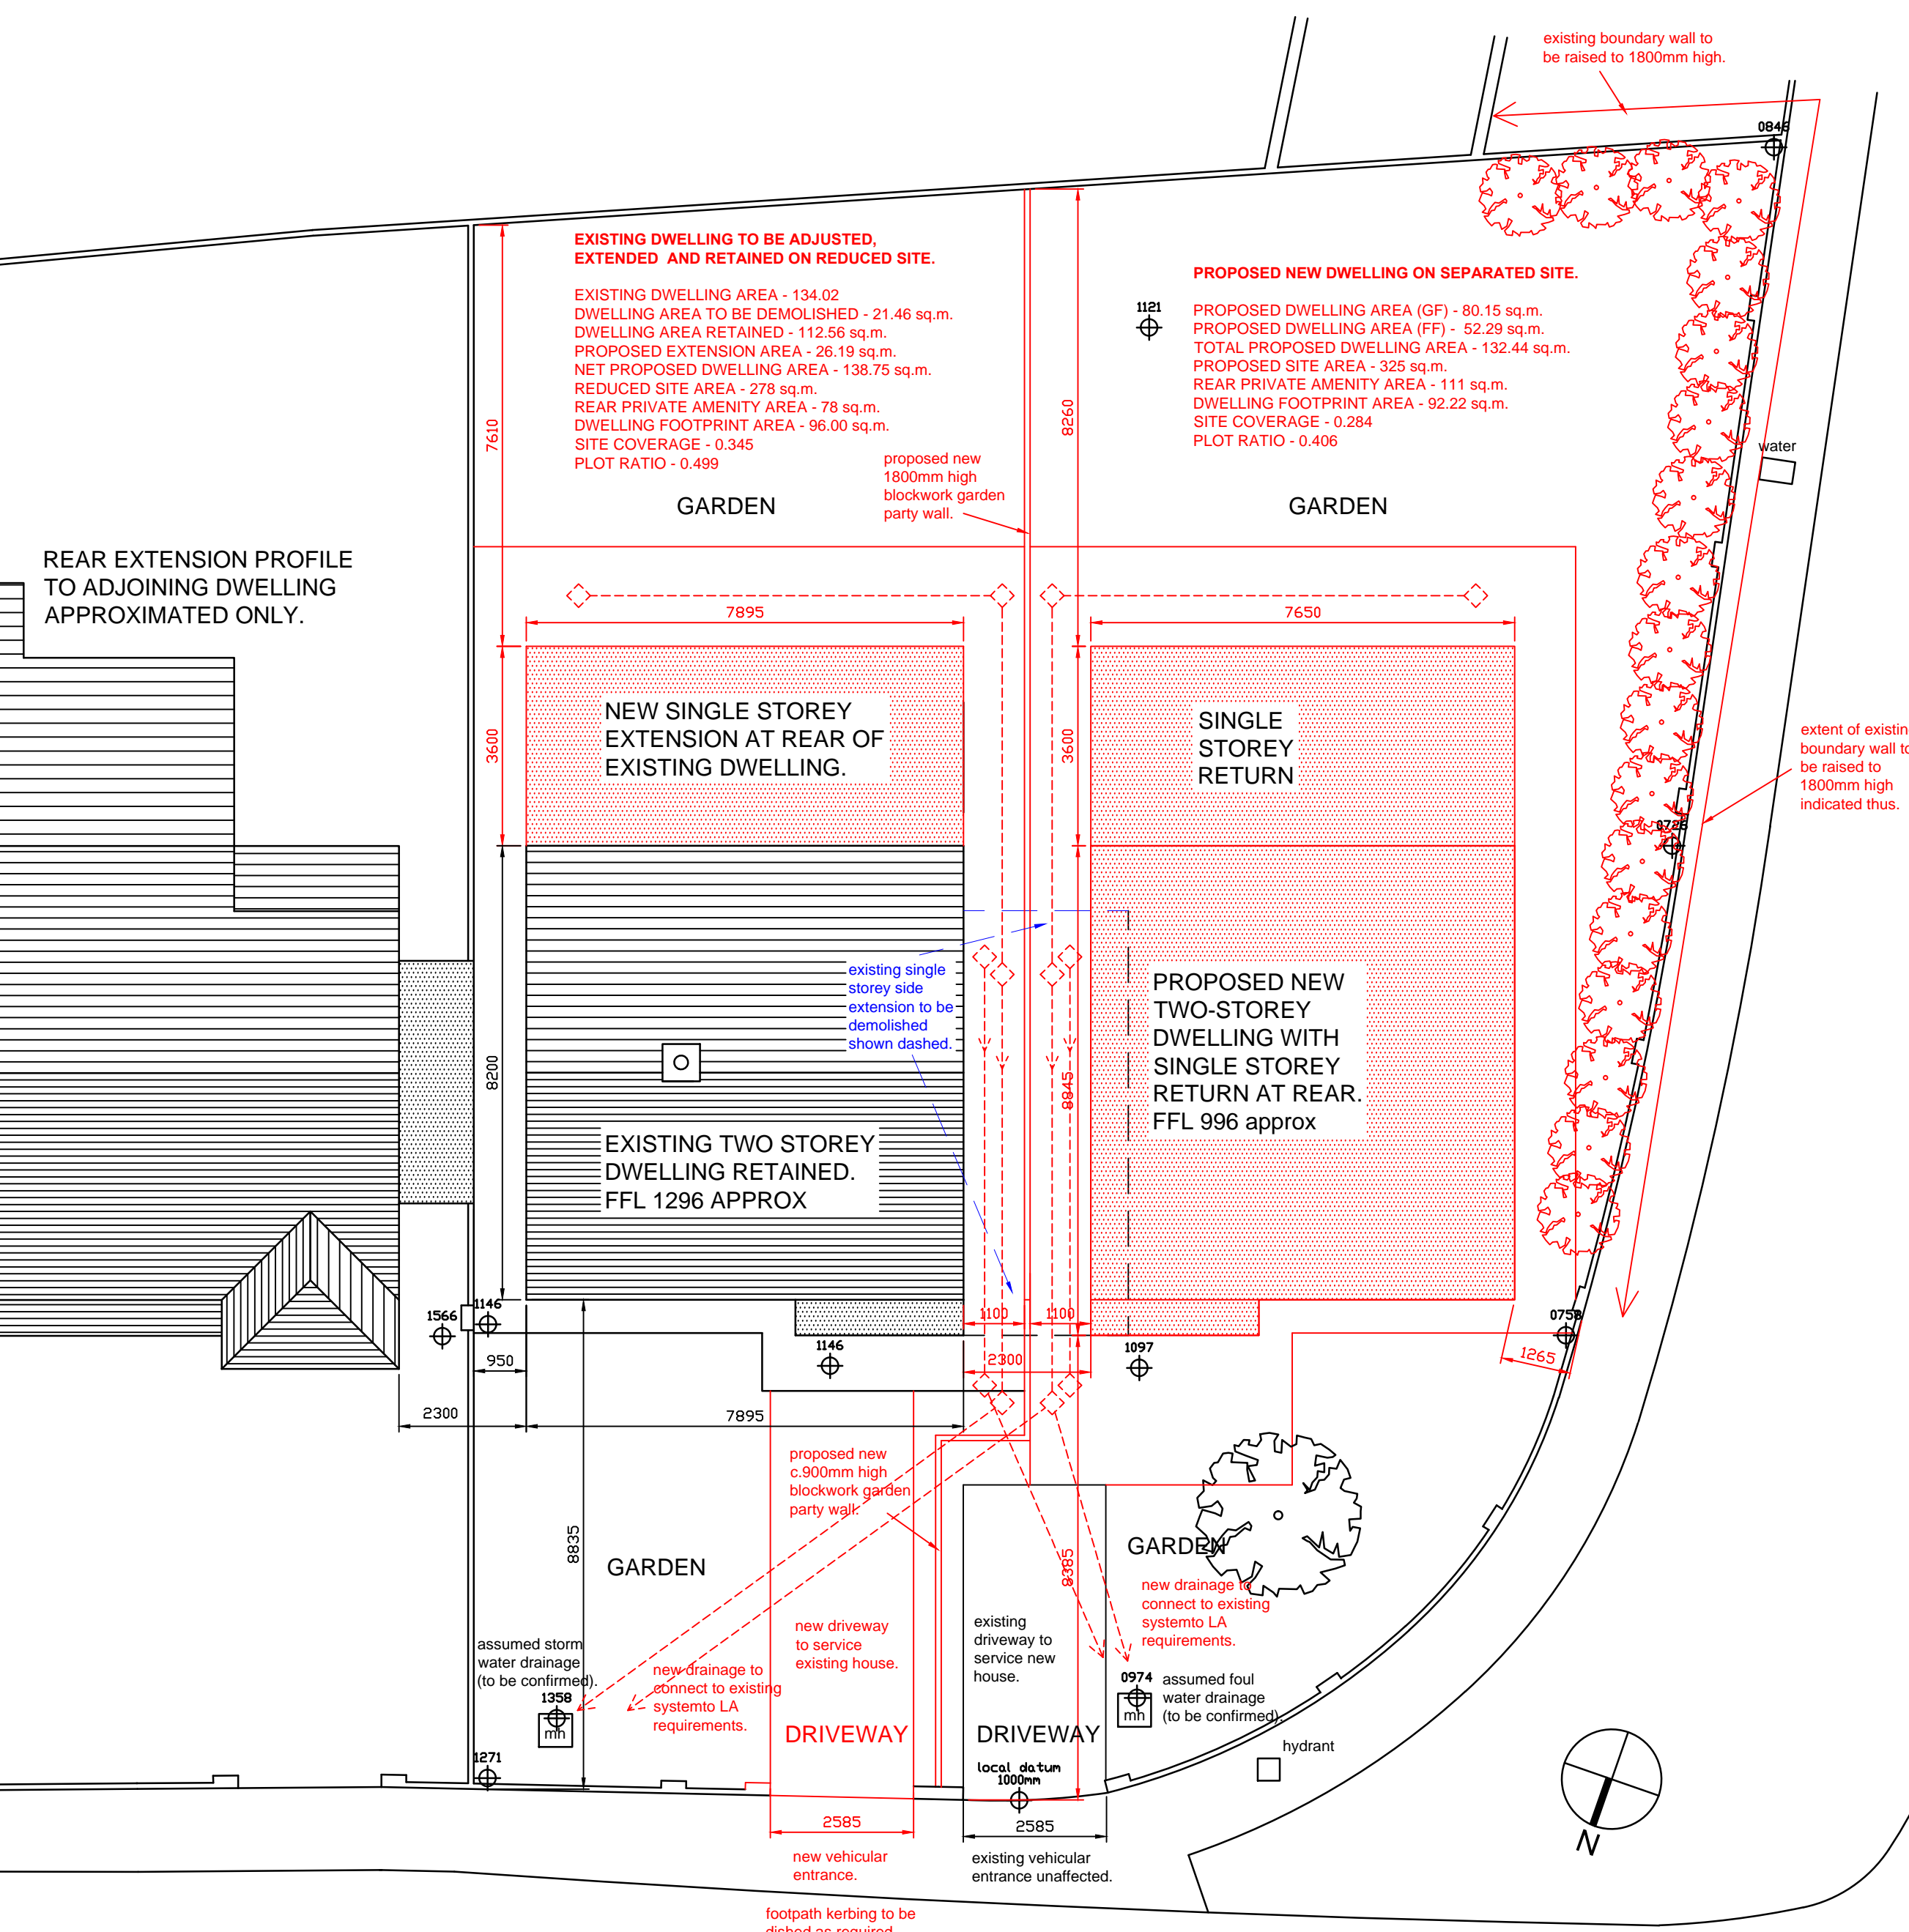 existing boundary wall to
be raised to 1800mm high.
0846
EXISTING DWELLING TO BE ADJUSTED,
EXTENDED AND RETAINED ON REDUCED SITE.
EXISTING DWELLING AREA - 134.02
DWELLING AREA TO BE DEMOLISHED - 21.46 sq.m.
DWELLING AREA RETAINED - 112.56 sq.m.
PROPOSED EXTENSION AREA - 26.19 sq.m.
NET PROPOSED DWELLING AREA - 138.75 sq.m.
REDUCED SITE AREA - 278 sq.m.
REAR PRIVATE AMENITY AREA - 78 sq.m.
DWELLING FOOTPRINT AREA - 96.00 sq.m.
SITE COVERAGE - 0.345
PLOT RATIO - 0.499
PROPOSED NEW DWELLING ON SEPARATED SITE.
1121
PROPOSED DWELLING AREA (GF) - 80.15 sq.m.
PROPOSED DWELLING AREA (FF) - 52.29 sq.m.
TOTAL PROPOSED DWELLING AREA - 132.44 sq.m.
PROPOSED SITE AREA - 325 sq.m.
REAR PRIVATE AMENITY AREA - 111 sq.m.
DWELLING FOOTPRINT AREA - 92.22 sq.m.
SITE COVERAGE - 0.284
PLOT RATIO - 0.406
7610
8260
water
proposed new
1800mm high
blockwork garden
party wall.
GARDEN
GARDEN
REAR EXTENSION PROFILE
TO ADJOINING DWELLING
APPROXIMATED ONLY.
7895
7650
3600
NEW SINGLE STOREY
EXTENSION AT REAR OF
EXISTING DWELLING.
3600
SINGLE
STOREY
RETURN
extent of existin
boundary wall to
be raised to
1800mm high
indicated thus.
0726
existing single
storey side
extension to be
demolished
shown dashed.
PROPOSED NEW
TWO-STOREY
DWELLING WITH
SINGLE STOREY
RETURN AT REAR.
FFL 996 approx
8200
8845
EXISTING TWO STOREY
DWELLING RETAINED.
FFL 1296 APPROX
1566
1146
1100
1100
0758
1146
1097
950
2300
1265
2300
7895
proposed new
c.900mm high
blockwork garden
party wall.
8835
GARDEN
8385
GARDEN
new drainage to
connect to existing
systemto LA
requirements.
new driveway
to service
existing house.
existing
driveway to
service new
house.
assumed storm
water drainage
(to be confirmed).
1358
mh
new drainage to
connect to existing
systemto LA
requirements.
0974
mh
assumed foul
water drainage
(to be confirmed).
DRIVEWAY
DRIVEWAY
hydrant
1271
local datum
1000mm
2585
2585
N
new vehicular
entrance.
existing vehicular
entrance unaffected.
footpath kerbing to be
dished as required